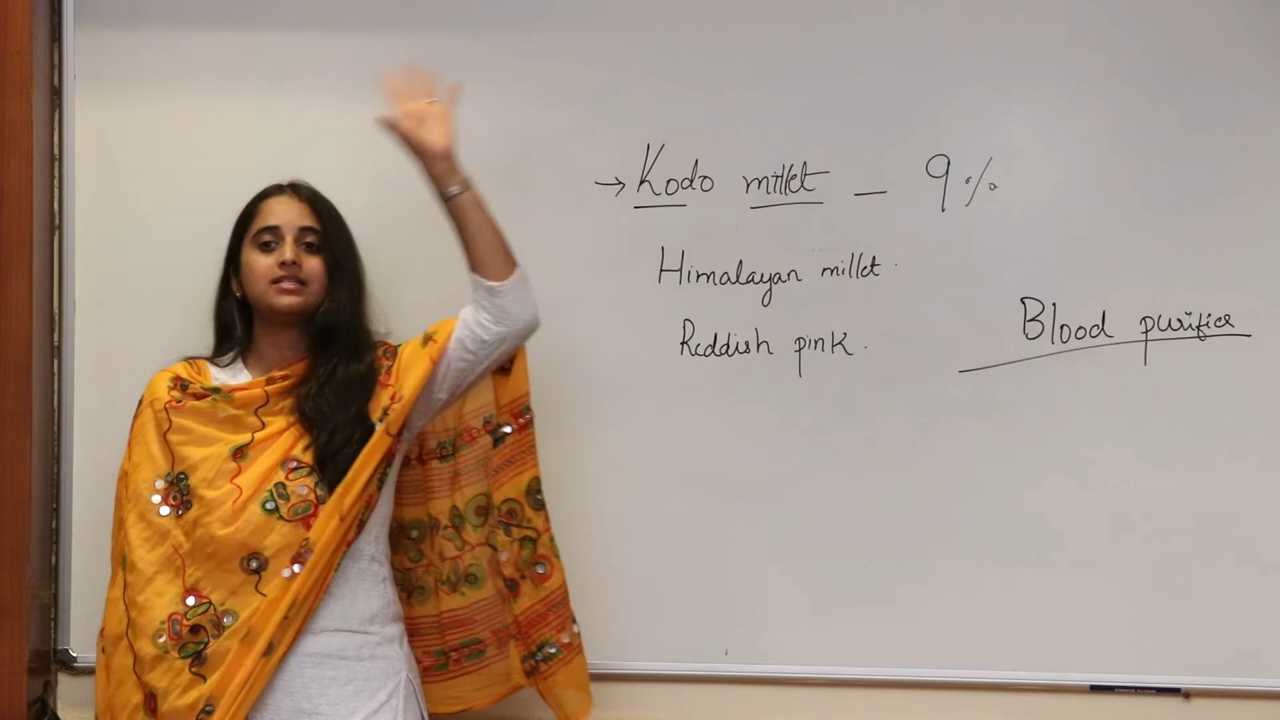 → Kodo millet – 9%
Himalayan millet.
Reddish pink.
Blood purifier